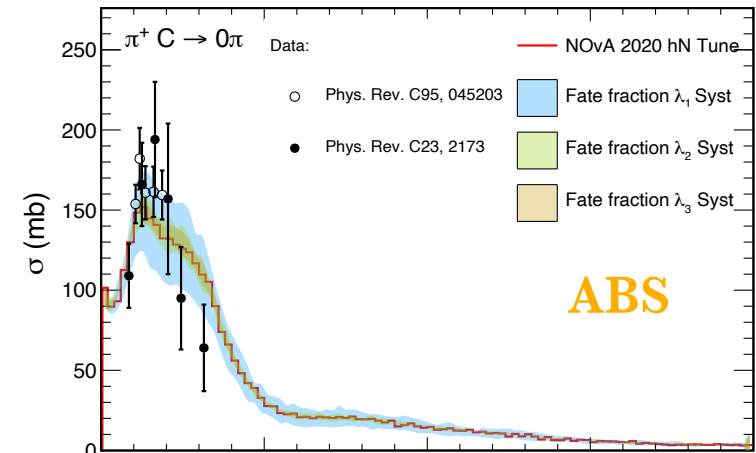 π⁺ C → 0π
Data:
Phys. Rev. C95, 045203
Phys. Rev. C23, 2173
NOvA 2020 hN Tune
Fate fraction λ₁ Syst
Fate fraction λ₂ Syst
Fate fraction λ₃ Syst
ABS
σ (mb)
250
200
150
100
50
0